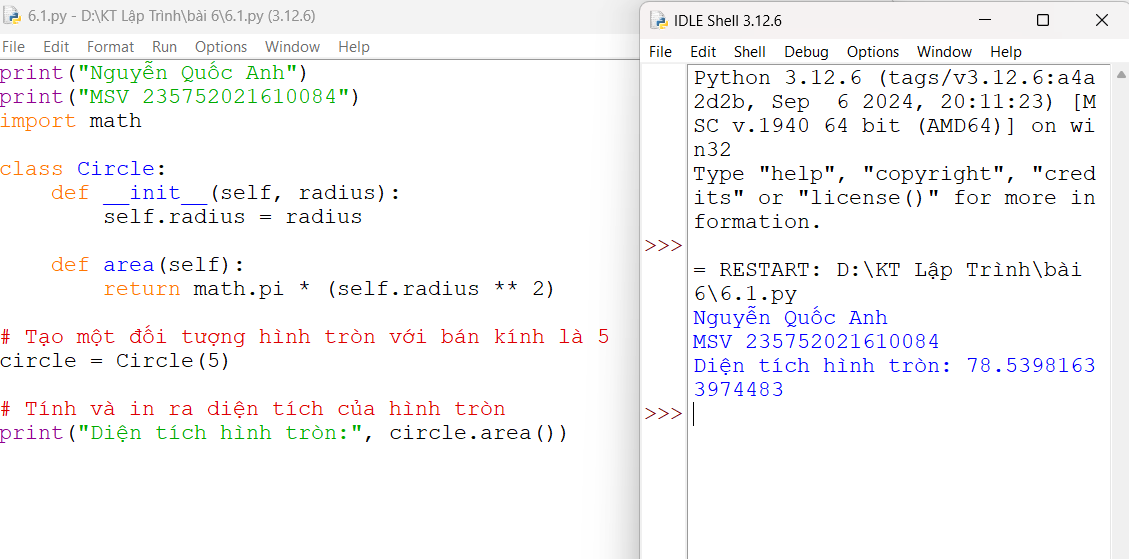 6.1.py - D:\KT Lập Trình\bài 6\6.1.py (3.12.6)
File Edit Format Run Options Window Help
print("Nguyễn Quốc Anh")
print("MSV 235752021610084")
import math
class Circle:
    def __init__(self, radius):
        self.radius = radius
    def area(self):
        return math.pi * (self.radius ** 2)
# Tạo một đối tượng hình tròn với bán kính là 5
circle = Circle(5)
# Tính và in ra diện tích của hình tròn
print("Diện tích hình tròn:", circle.area())
IDLE Shell 3.12.6
File Edit Shell Debug Options Window Help
Python 3.12.6 (tags/v3.12.6:a4a
2d2b, Sep  6 2024, 20:11:23) [M
SC v.1940 64 bit (AMD64)] on wi
n32
Type "help", "copyright", "cred
its" or "license()" for more in
formation.
>>>
= RESTART: D:\KT Lập Trình\bài
6\6.1.py
Nguyễn Quốc Anh
MSV 235752021610084
Diện tích hình tròn: 78.5398163
3974483
>>>